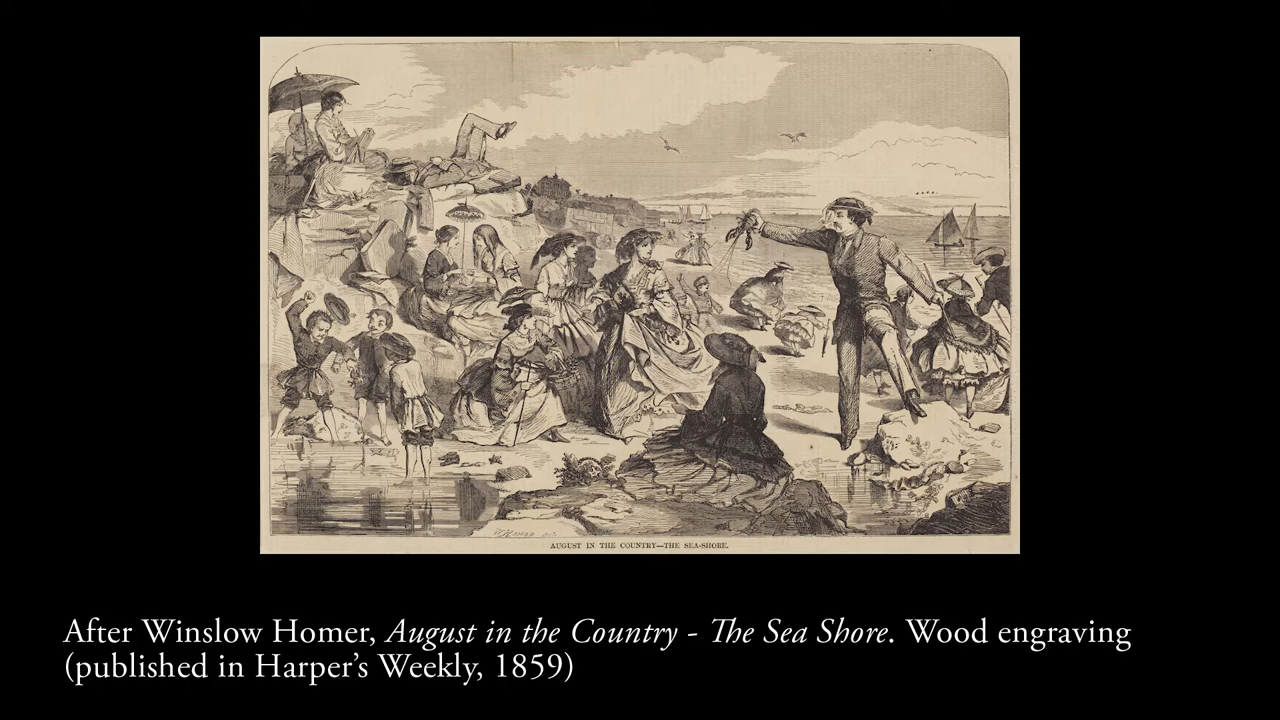 AUGUST IN THE COUNTRY—THE SEA-SHORE.
After Winslow Homer, August in the Country - The Sea Shore. Wood engraving
(published in Harper's Weekly, 1859)